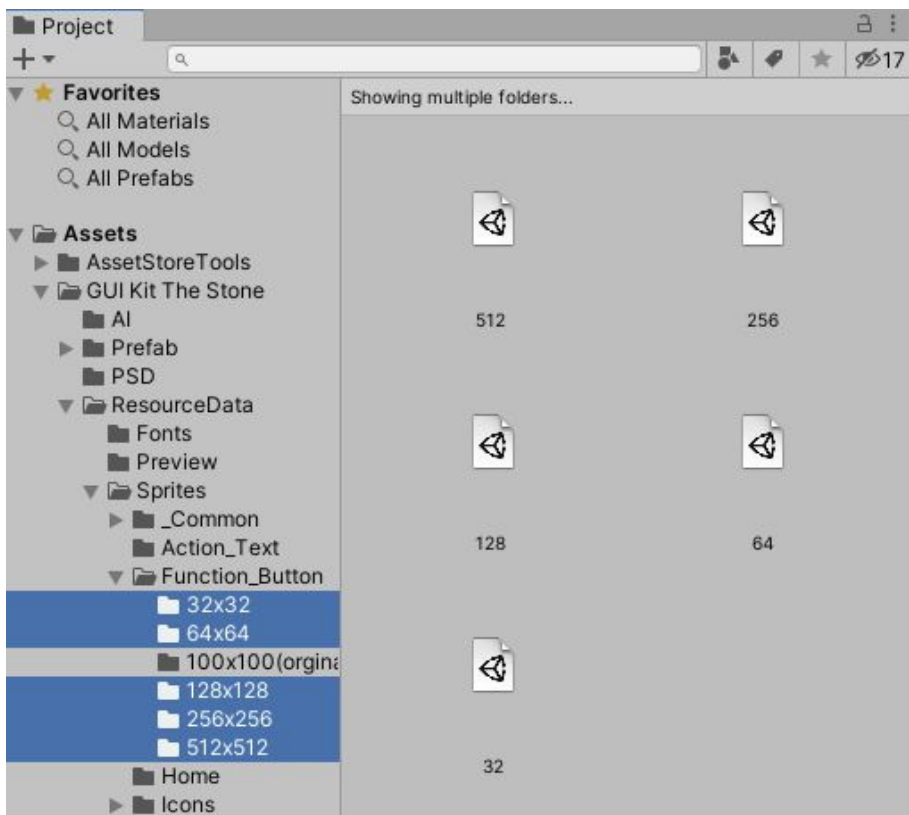 Project
17
Favorites
All Materials
All Models
All Prefabs
Assets
AssetStoreTools
GUI Kit The Stone
AI
Prefab
PSD
ResourceData
Fonts
Preview
Sprites
_Common
Action_Text
Function_Button
32x32
64x64
100x100(orgina
128x128
256x256
512x512
Home
Icons
Showing multiple folders...
512
256
128
64
32